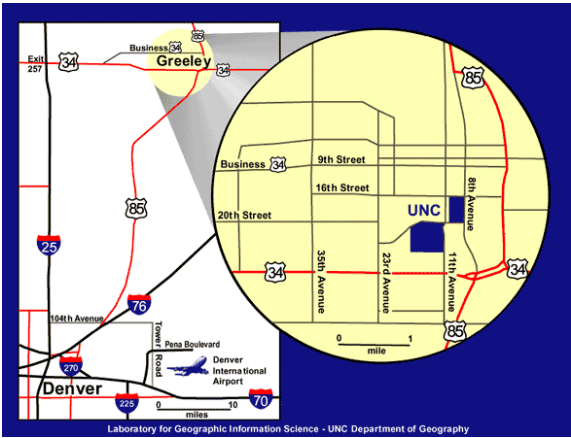 85
Business 34
Exit
257
34
Greeley
34
85
25
76
104th Avenue
Tower
Road
Pena Boulevard
Denver
International
Airport
270
Denver
225
70
0 10
miles
85
Business 34
9th Street
16th Street
8th Avenue
UNC
20th Street
35th Avenue
23rd Avenue
11th Avenue
34
34
85
0 1
mile
Laboratory for Geographic Information Science - UNC Department of Geography